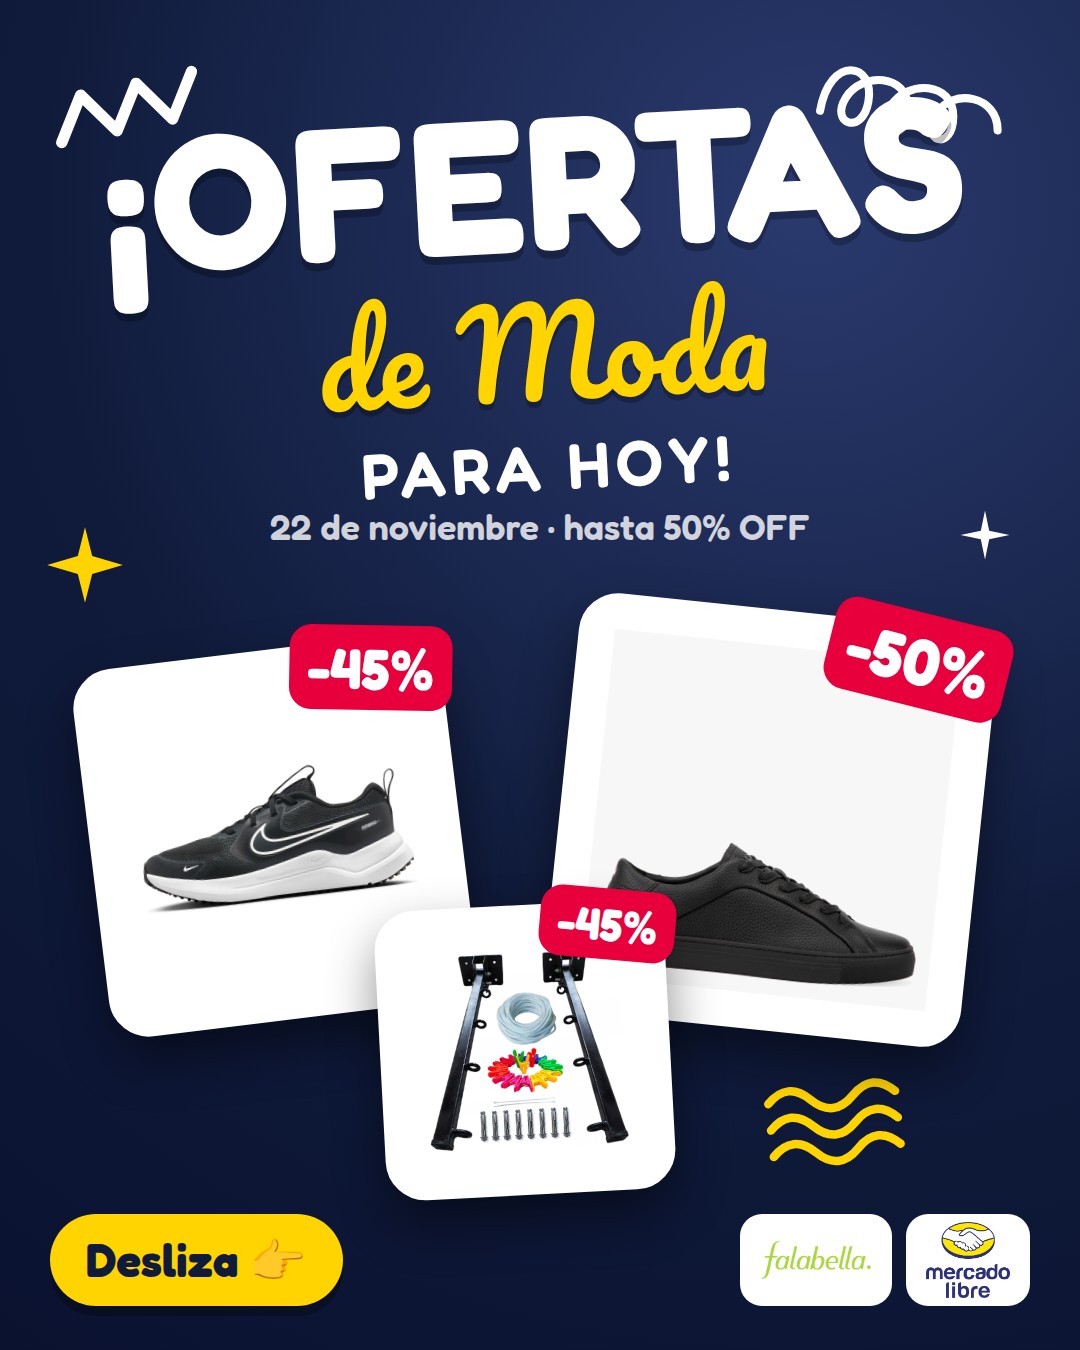 ¡OFERTAS
de Moda
PARA HOY!
22 de noviembre · hasta 50% OFF
-45%
-50%
-45%
Desliza 👉
falabella.
mercado
libre